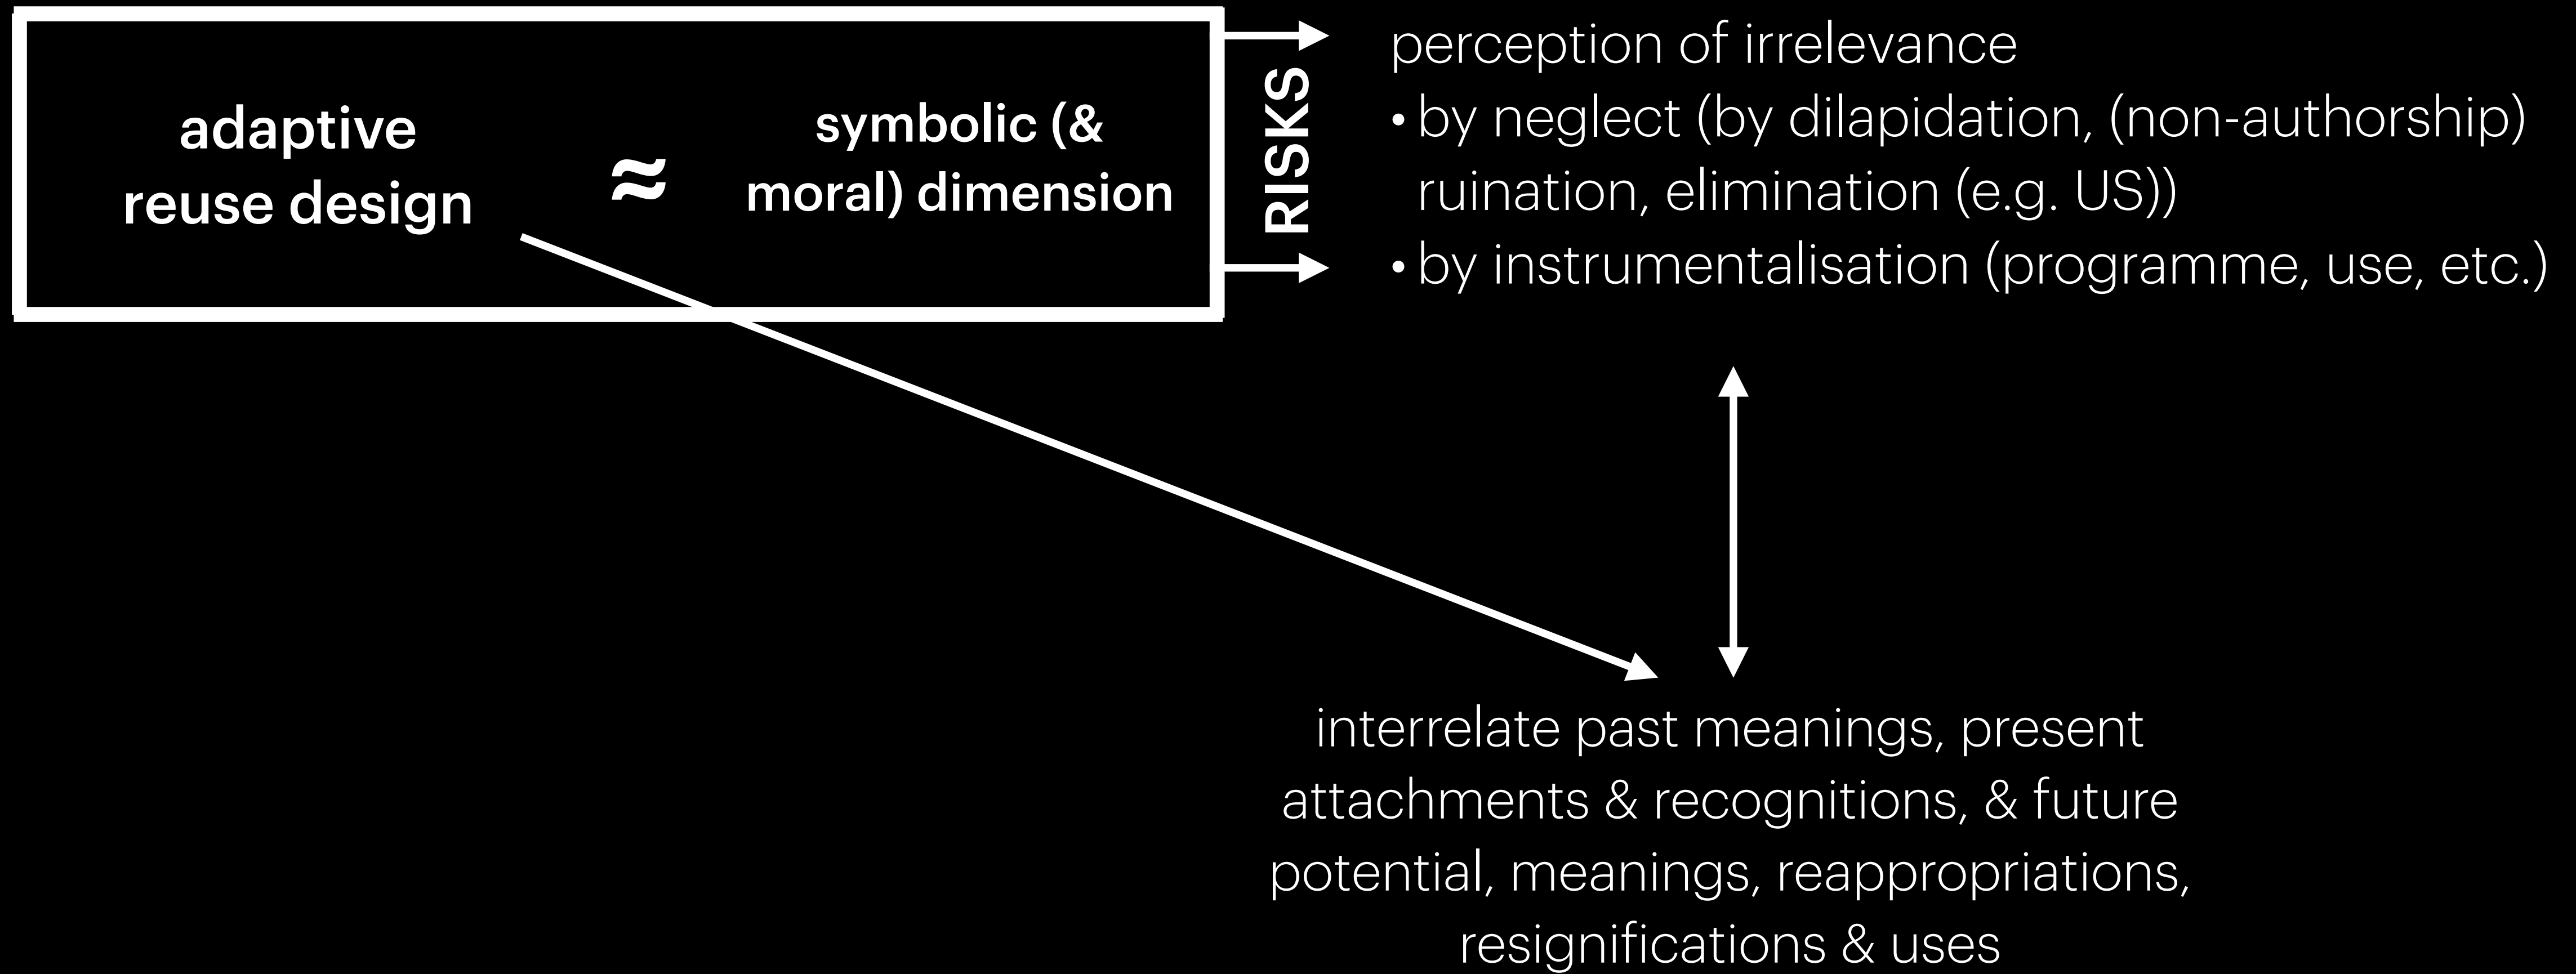 adaptive
reuse design
≈
symbolic (&
moral) dimension
RISKS
perception of irrelevance
• by neglect (by dilapidation, (non-authorship)
ruination, elimination (e.g. US))
• by instrumentalisation (programme, use, etc.)
interrelate past meanings, present
attachments & recognitions, & future
potential, meanings, reappropriations,
resignifications & uses